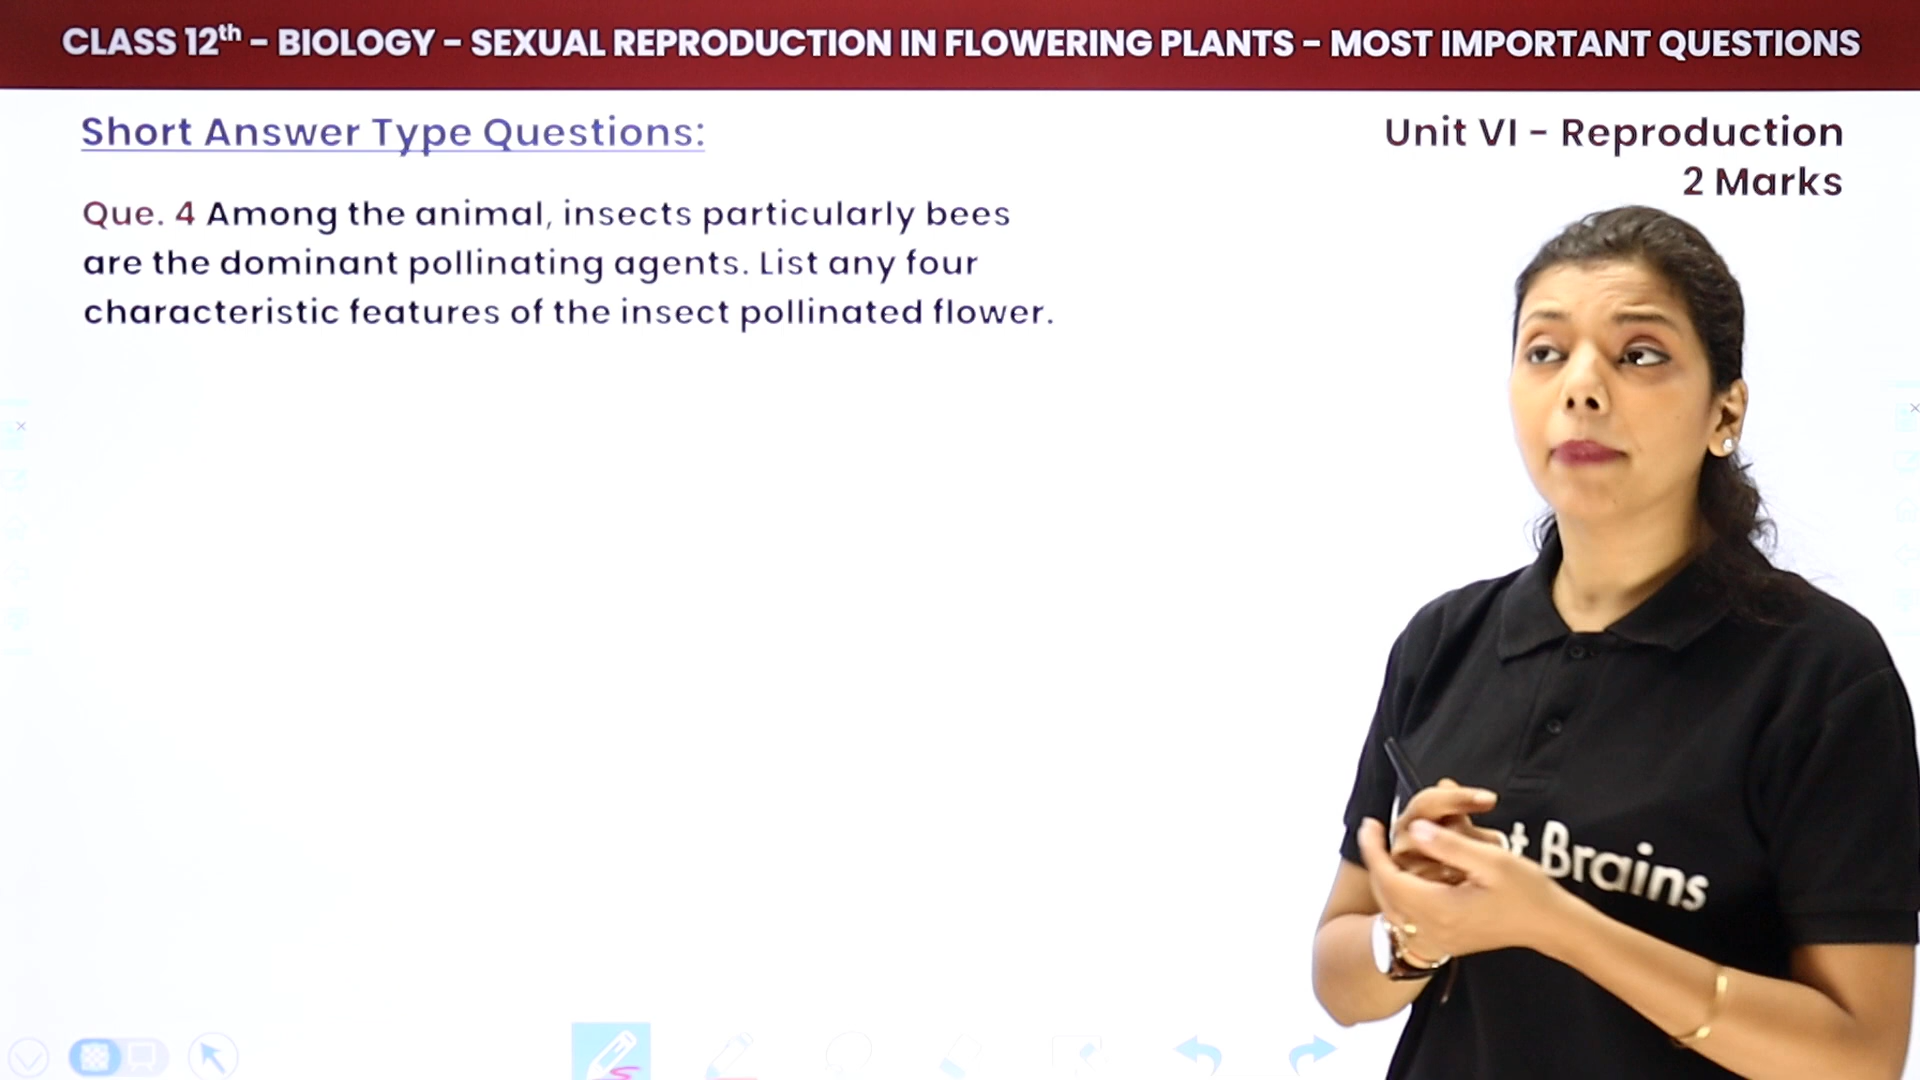 CLASS 12th – BIOLOGY – SEXUAL REPRODUCTION IN FLOWERING PLANTS – MOST IMPORTANT QUESTIONS
Short Answer Type Questions:
Unit VI – Reproduction
2 Marks
Que. 4 Among the animal, insects particularly bees
are the dominant pollinating agents. List any four
characteristic features of the insect pollinated flower.
Brains